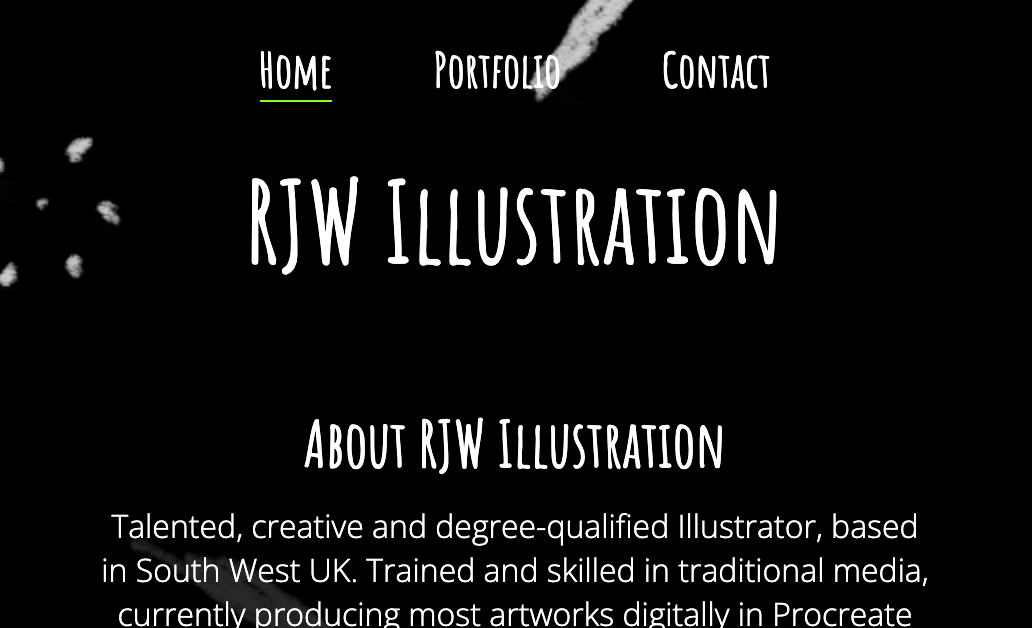 Home Portfolio Contact
RJW Illustration
About RJW Illustration
Talented, creative and degree-qualified Illustrator, based
in South West UK. Trained and skilled in traditional media,
currently producing most artworks digitally in Procreate